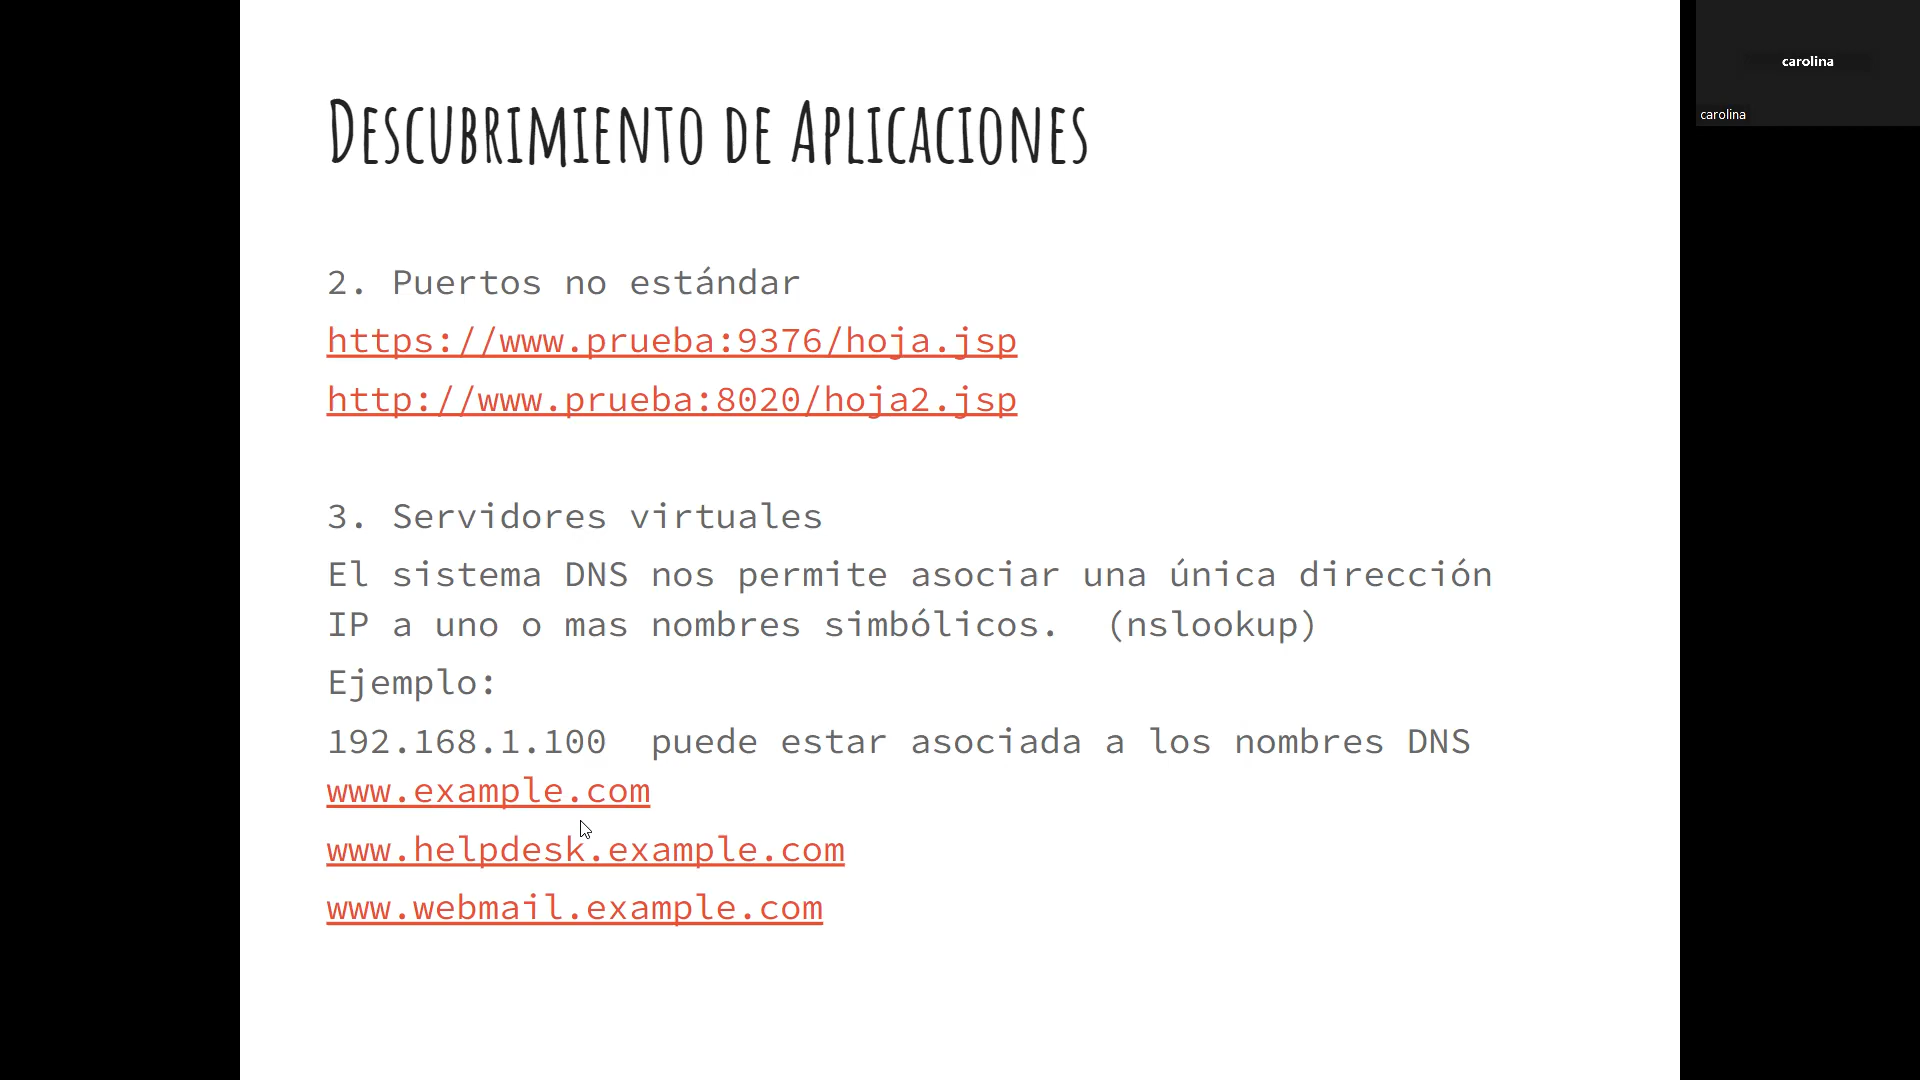 Descubrimiento de Aplicaciones
2. Puertos no estándar
https://www.prueba:9376/hoja.jsp
http://www.prueba:8020/hoja2.jsp
3. Servidores virtuales
El sistema DNS nos permite asociar una única dirección
IP a uno o mas nombres simbólicos.  (nslookup)
Ejemplo:
192.168.1.100  puede estar asociada a los nombres DNS
www.example.com
www.helpdesk.example.com
www.webmail.example.com
carolina
carolina